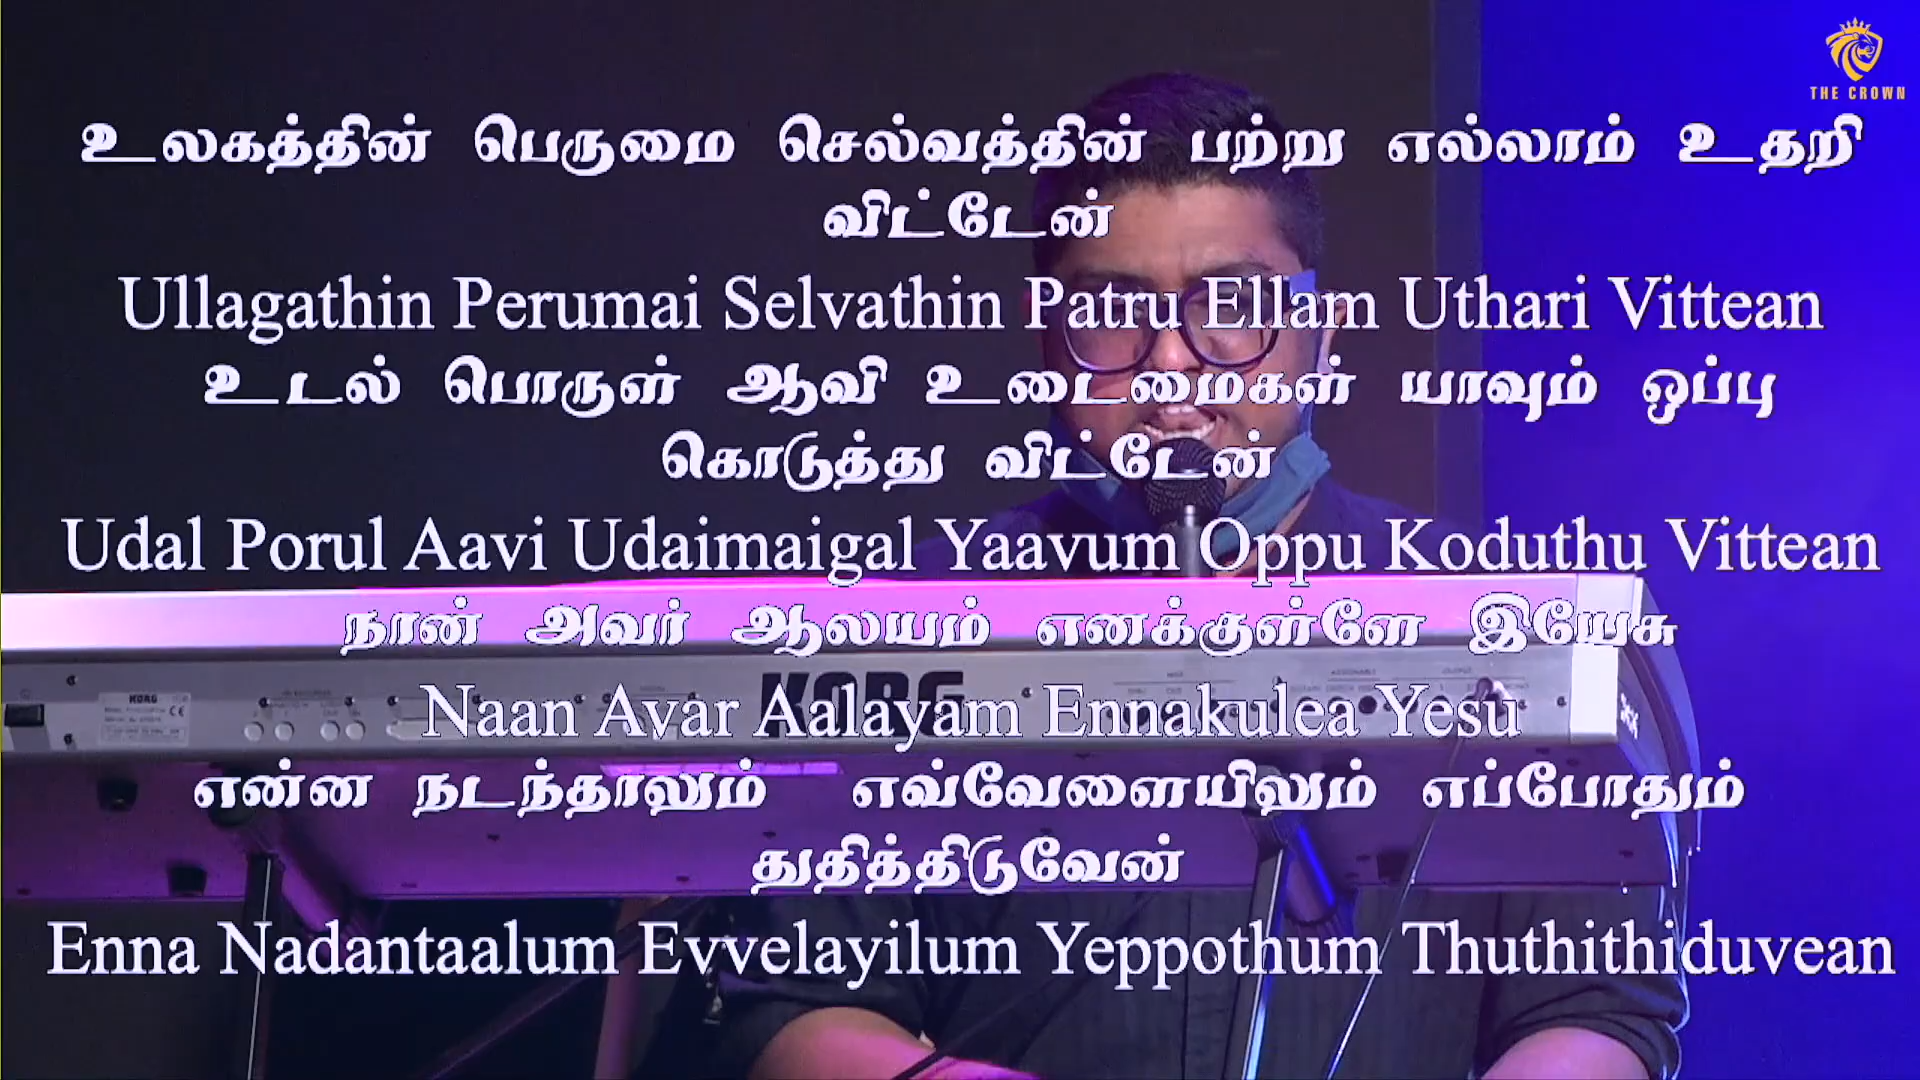 THE CROWN
உலகத்தின் பெருமை செல்வத்தின் பற்று எல்லாம் உதறி
விட்டேன்
Ullagathin Perumai Selvathin Patru Ellam Uthari Vittean
உடல் பொருள் ஆவி உடைமைகள் யாவும் ஒப்பு
கொடுத்து விட்டேன்
Udal Porul Aavi Udaimaigal Yaavum Oppu Koduthu Vittean
நான் அவர் ஆலயம் எனக்குள்ளே இயேசு
KORG
KORG
Naan Avar Aalayam Ennakulea Yesu
என்ன நடந்தாலும் எவ்வேளையிலும் எப்போதும்
துதித்திடுவேன்
Enna Nadantaalum Evvelayilum Yeppothum Thuthithiduvean